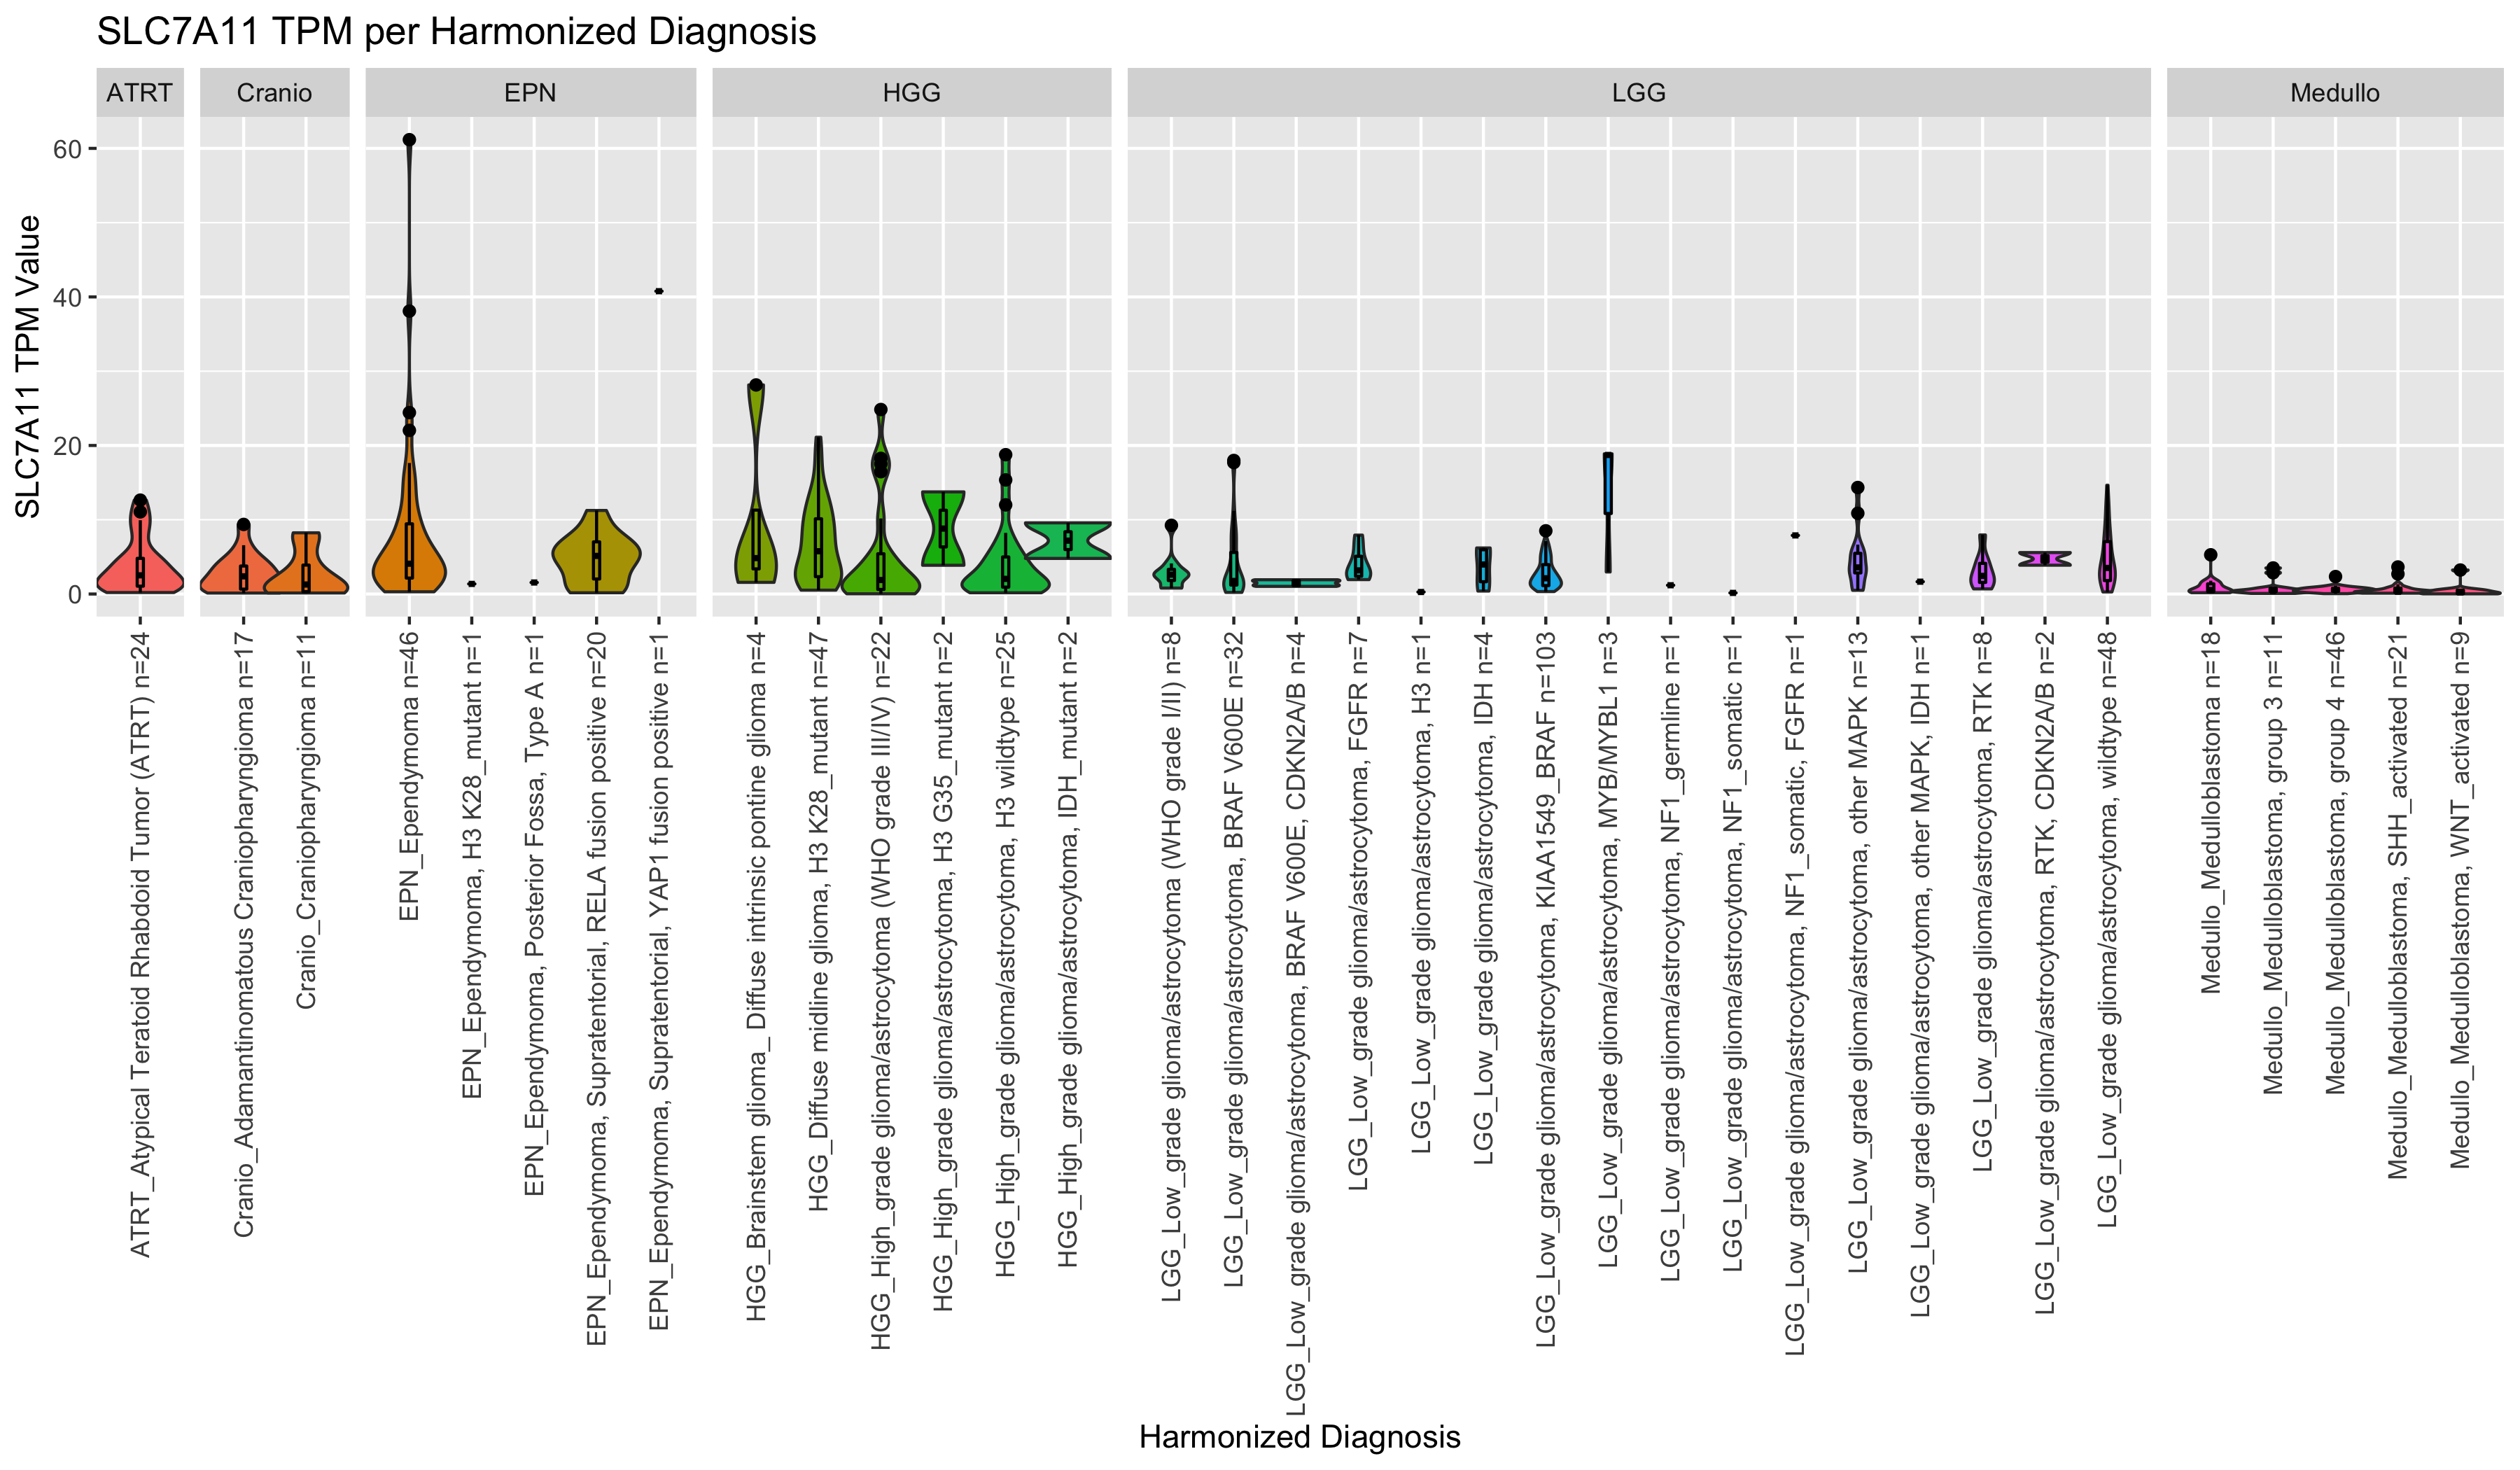 SLC7A11 TPM per Harmonized Diagnosis
ATRT
Cranio
EPN
HGG
LGG
Medullo
SLC7A11 TPM Value
60
40
20
0
ATRT_Atypical Teratoid Rhabdoid Tumor (ATRT) n=24
Cranio_Adamantinomatous Craniopharyngioma n=17
Cranio_Craniopharyngioma n=11
EPN_Ependymoma n=46
EPN_Ependymoma, H3 K28_mutant n=1
EPN_Ependymoma, Posterior Fossa, Type A n=1
EPN_Ependymoma, Supratentorial, RELA fusion positive n=20
EPN_Ependymoma, Supratentorial, YAP1 fusion positive n=1
HGG_Brainstem glioma_ Diffuse intrinsic pontine glioma n=4
HGG_Diffuse midline glioma, H3 K28_mutant n=47
HGG_High_grade glioma/astrocytoma (WHO grade III/IV) n=22
HGG_High_grade glioma/astrocytoma, H3 G35_mutant n=2
HGG_High_grade glioma/astrocytoma, H3 wildtype n=25
HGG_High_grade glioma/astrocytoma, IDH_mutant n=2
LGG_Low_grade glioma/astrocytoma (WHO grade I/II) n=8
LGG_Low_grade glioma/astrocytoma, BRAF V600E n=32
LGG_Low_grade glioma/astrocytoma, BRAF V600E, CDKN2A/B n=4
LGG_Low_grade glioma/astrocytoma, FGFR n=7
LGG_Low_grade glioma/astrocytoma, H3 n=1
LGG_Low_grade glioma/astrocytoma, IDH n=4
LGG_Low_grade glioma/astrocytoma, KIAA1549_BRAF n=103
LGG_Low_grade glioma/astrocytoma, MYB/MYBL1 n=3
LGG_Low_grade glioma/astrocytoma, NF1_germline n=1
LGG_Low_grade glioma/astrocytoma, NF1_somatic n=1
LGG_Low_grade glioma/astrocytoma, NF1_somatic, FGFR n=1
LGG_Low_grade glioma/astrocytoma, other MAPK n=13
LGG_Low_grade glioma/astrocytoma, other MAPK, IDH n=1
LGG_Low_grade glioma/astrocytoma, RTK n=8
LGG_Low_grade glioma/astrocytoma, RTK, CDKN2A/B n=2
LGG_Low_grade glioma/astrocytoma, wildtype n=48
Medullo_Medulloblastoma n=18
Medullo_Medulloblastoma, group 3 n=11
Medullo_Medulloblastoma, group 4 n=46
Medullo_Medulloblastoma, SHH_activated n=21
Medullo_Medulloblastoma, WNT_activated n=9
Harmonized Diagnosis